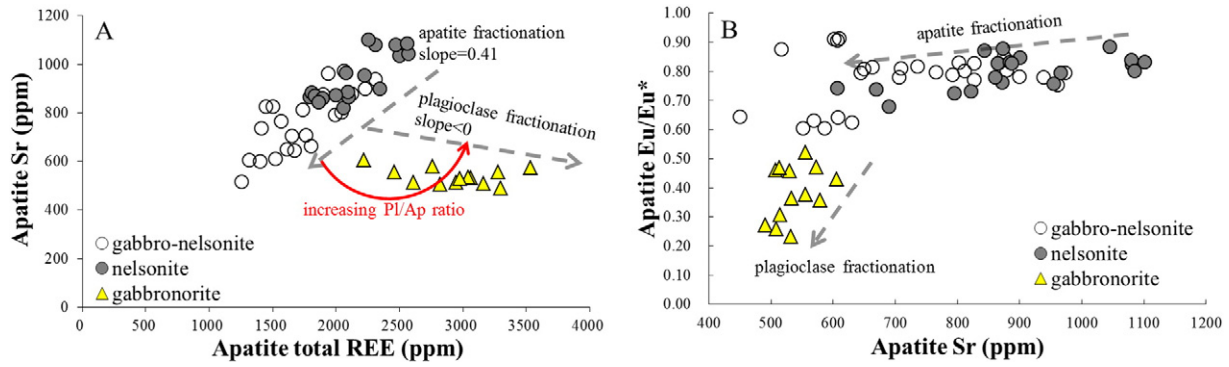 A
Apatite Sr (ppm)
1200
1000
800
600
400
200
0
apatite fractionation
slope=0.41
plagioclase fractionation
slope<0
increasing Pl/Ap ratio
gabbro-nelsonite
nelsonite
gabbronorite
0
500
1000
1500
2000
2500
3000
3500
4000
Apatite total REE (ppm)
B
Apatite Eu/Eu*
1.00
0.90
0.80
0.70
0.60
0.50
0.40
0.30
0.20
0.10
0.00
apatite fractionation
plagioclase fractionation
gabbro-nelsonite
nelsonite
gabbronorite
400
500
600
700
800
900
1000
1100
1200
Apatite Sr (ppm)